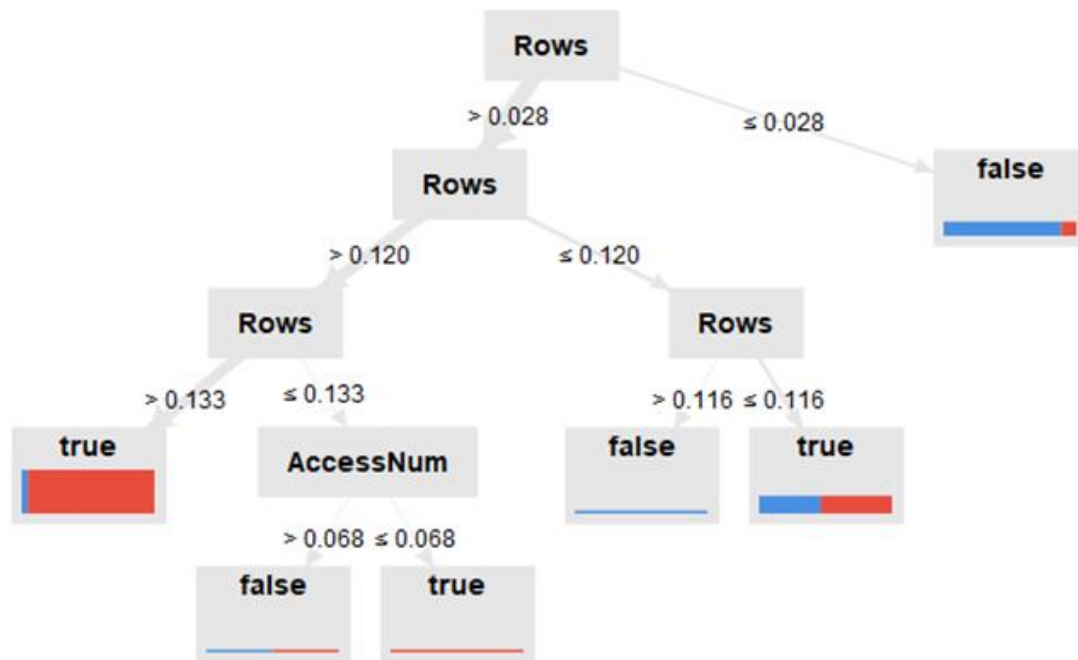 Rows
> 0.028
≤ 0.028
Rows
false
> 0.120
≤ 0.120
Rows
Rows
> 0.133
≤ 0.133
> 0.116
≤ 0.116
true
AccessNum
false
true
> 0.068
≤ 0.068
false
true